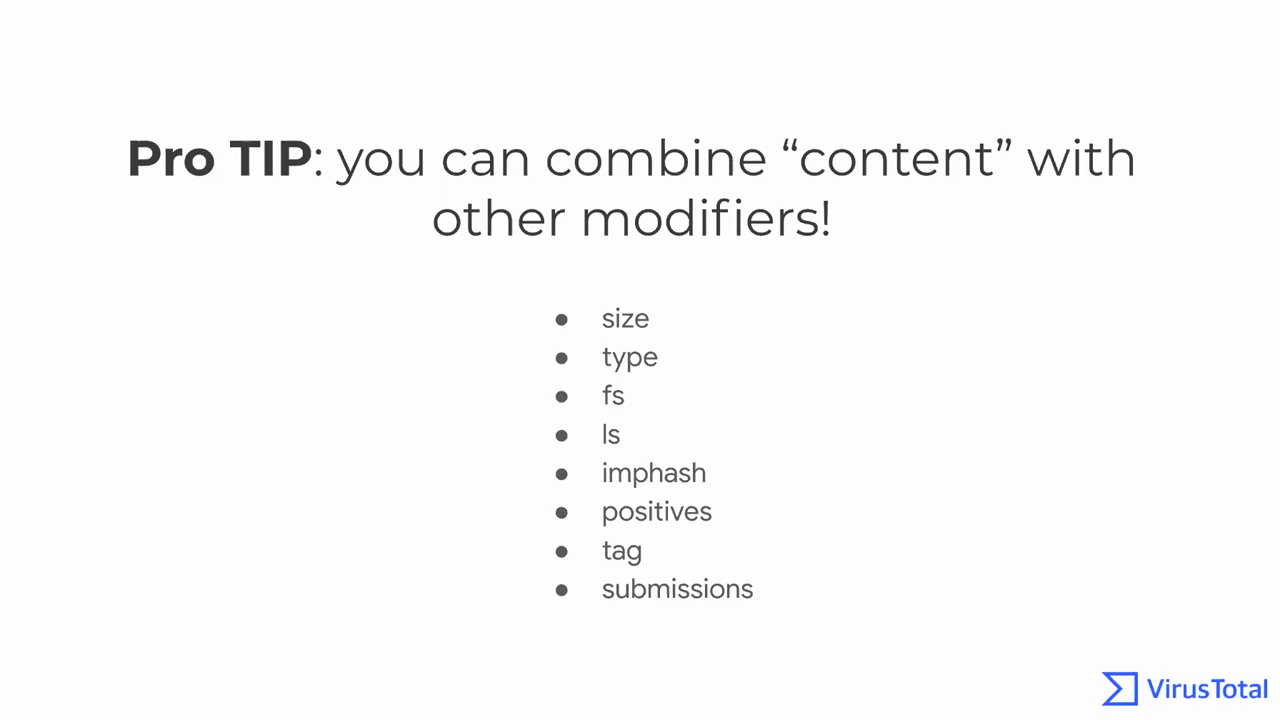 Pro TIP: you can combine “content” with
other modifiers!
● size
● type
● fs
● ls
● imphash
● positives
● tag
● submissions
VirusTotal